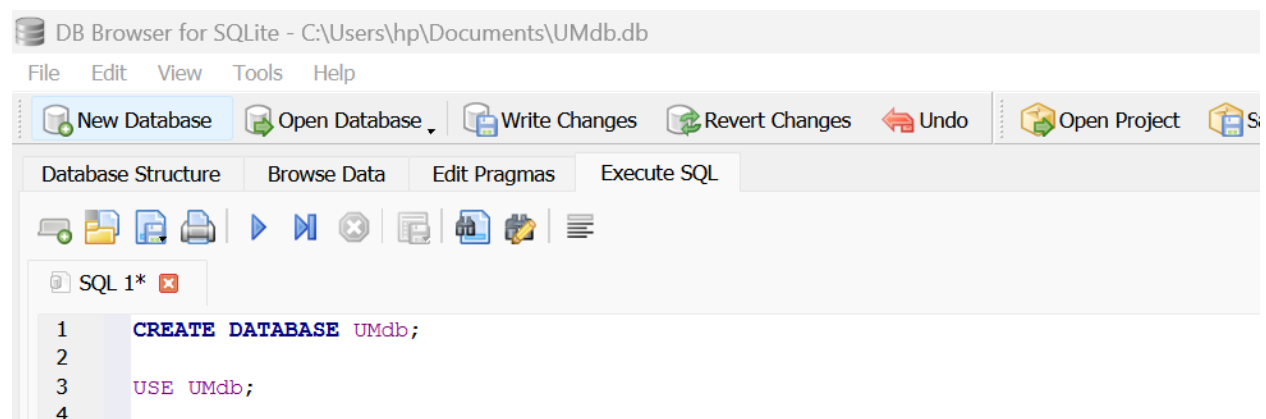 DB Browser for SQLite - C:\Users\hp\Documents\UMdb.db
File Edit View Tools Help
New Database Open Database Write Changes Revert Changes Undo Open Project
Database Structure Browse Data Edit Pragmas Execute SQL
SQL 1*
1 CREATE DATABASE UMdb;
2
3 USE UMdb;
4